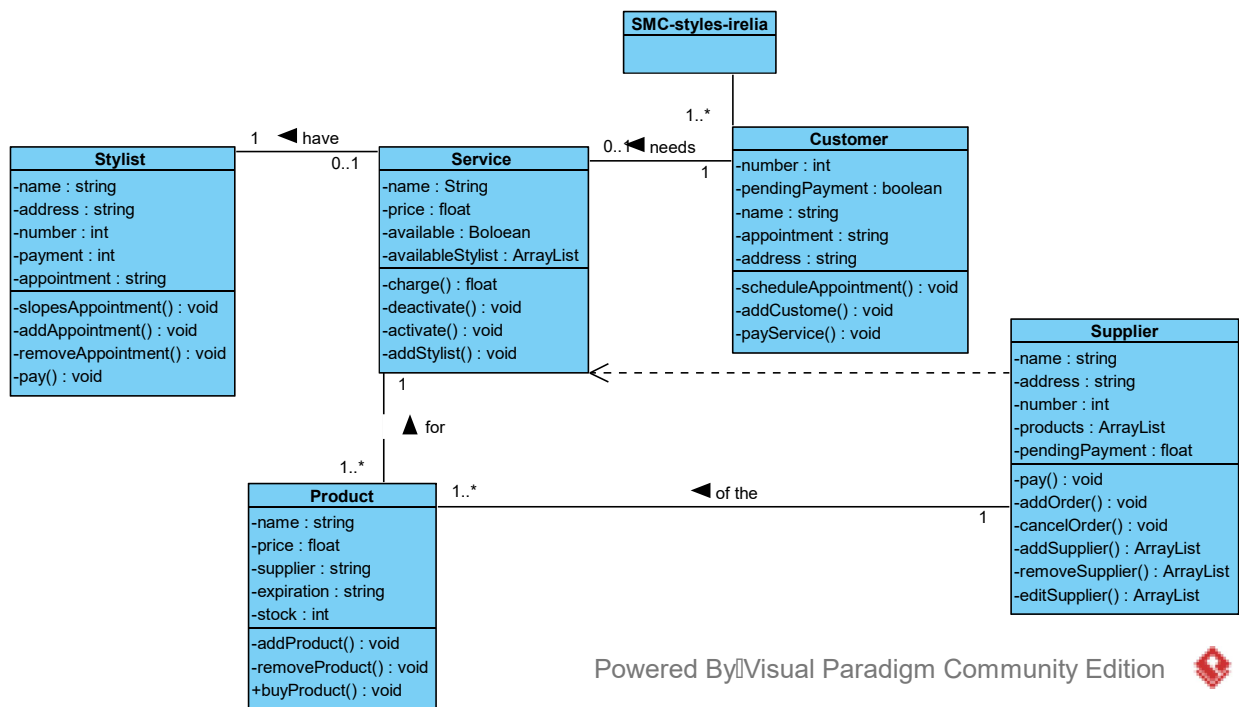 SMC-styles-irelia
1..*
1
◄ have
0..1
Stylist
-name : string
-address : string
-number : int
-payment : int
-appointment : string
-slopesAppointment() : void
-addAppointment() : void
-removeAppointment() : void
-pay() : void
Service
-name : String
-price : float
-available : Boloean
-availableStylist : ArrayList
-charge() : float
-deactivate() : void
-activate() : void
-addStylist() : void
0..1
◄ needs
1
Customer
-number : int
-pendingPayment : boolean
-name : string
-appointment : string
-address : string
-scheduleAppointment() : void
-addCustome() : void
-payService() : void
Supplier
-name : string
-address : string
-number : int
-products : ArrayList
-pendingPayment : float
-pay() : void
-addOrder() : void
-cancelOrder() : void
-addSupplier() : ArrayList
-removeSupplier() : ArrayList
-editSupplier() : ArrayList
1
▲ for
1..*
1..*
◄ of the
1
Product
-name : string
-price : float
-supplier : string
-expiration : string
-stock : int
-addProduct() : void
-removeProduct() : void
+buyProduct() : void
Powered By Visual Paradigm Community Edition